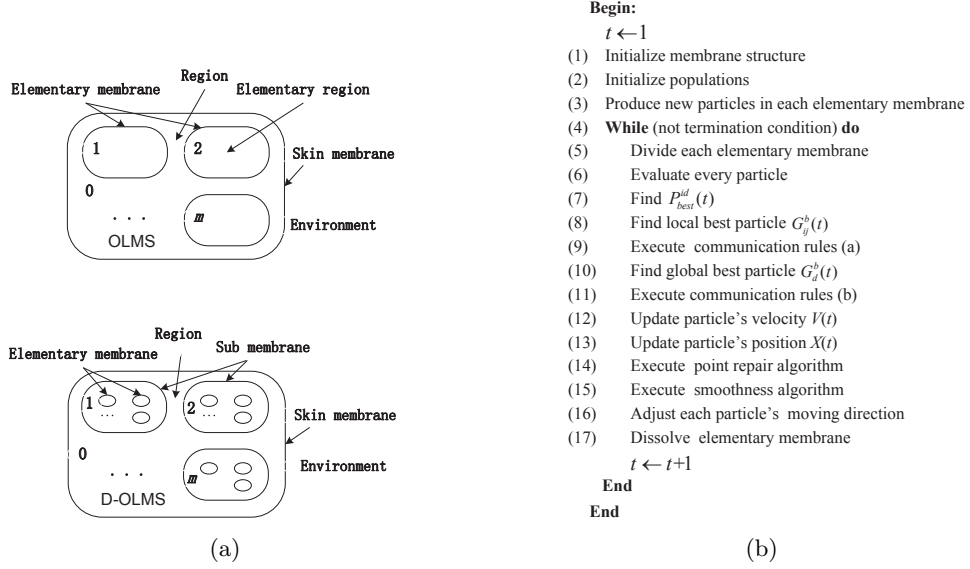 Region
Elementary membrane
Elementary region
1
2
Skin membrane
0
m
Environment
. . .
OLMS
Region
Elementary membrane
Sub membrane
1
2
...
...
Skin membrane
0
m
Environment
. . .
D-OLMS
(a)
Begin:
t ← 1
(1) Initialize membrane structure
(2) Initialize populations
(3) Produce new particles in each elementary membrane
(4) While (not termination condition) do
(5) Divide each elementary membrane
(6) Evaluate every particle
(7) Find P_{best}^{id}(t)
(8) Find local best particle G_{ij}^{b}(t)
(9) Execute communication rules (a)
(10) Find global best particle G_{d}^{b}(t)
(11) Execute communication rules (b)
(12) Update particle's velocity V(t)
(13) Update particle's position X(t)
(14) Execute point repair algorithm
(15) Execute smoothness algorithm
(16) Adjust each particle's moving direction
(17) Dissolve elementary membrane
t ← t+1
End
End
(b)